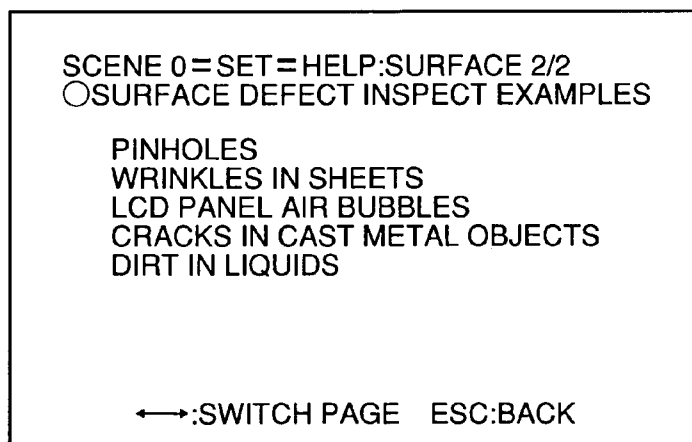 SCENE 0=SET=HELP:SURFACE 2/2
○SURFACE DEFECT INSPECT EXAMPLES
PINHOLES
WRINKLES IN SHEETS
LCD PANEL AIR BUBBLES
CRACKS IN CAST METAL OBJECTS
DIRT IN LIQUIDS
←→:SWITCH PAGE ESC:BACK